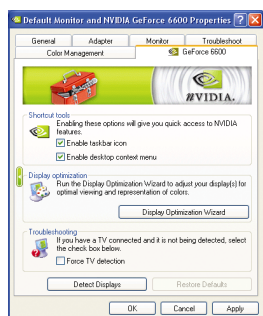 Default Monitor and NVIDIA GeForce 6600 Properties
General
Adapter
Monitor
Troubleshoot
Color Management
GeForce 6600
NVIDIA.
Shortcut tools
Enabling these options will give you quick access to NVIDIA
features.
Enable taskbar icon
Enable desktop context menu
Display optimization
Run the Display Optimization Wizard to adjust your display(s) for
optimal viewing and representation of colors.
Display Optimization Wizard
Troubleshooting
If you have a TV connected and it is not being detected, select
the check box below.
Force TV detection
Detect Displays
Restore Defaults
OK
Cancel
Apply